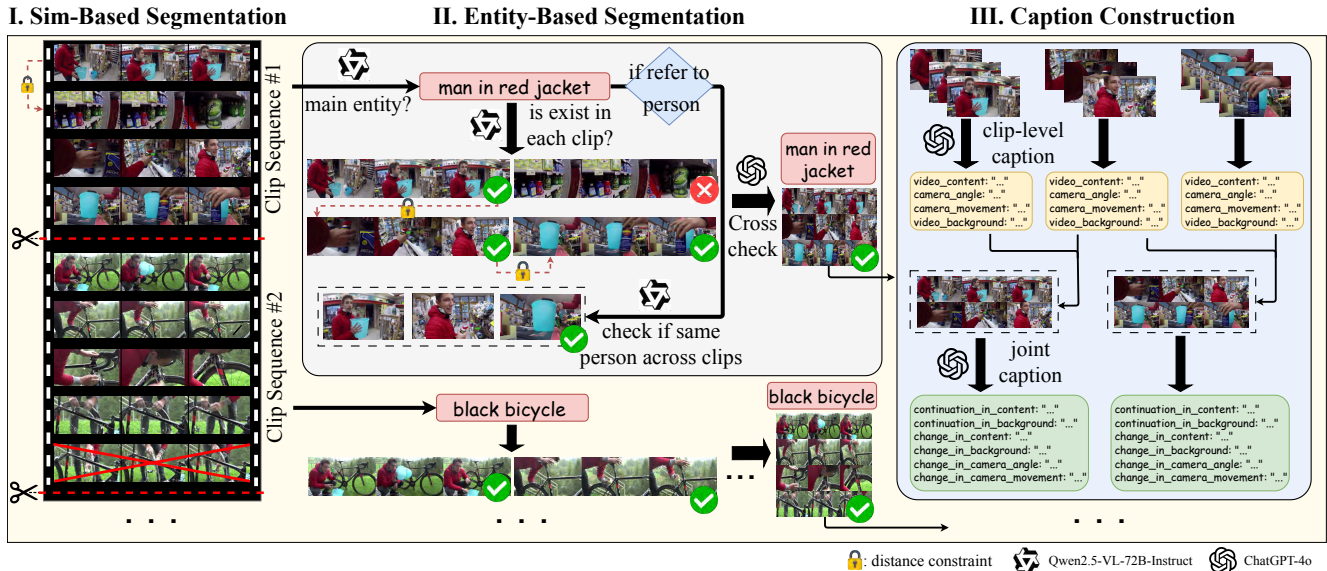 I. Sim-Based Segmentation
II. Entity-Based Segmentation
III. Caption Construction
Clip Sequence #1
Clip Sequence #2
main entity?
man in red jacket
if refer to
person
is exist in
each clip?
Cross
check
man in red
jacket
check if same
person across clips
black bicycle
black bicycle
...
clip-level
caption
video_content: "..."
camera_angle: "..."
camera_movement: "..."
video_background: "..."
video_content: "..."
camera_angle: "..."
camera_movement: "..."
video_background: "..."
video_content: "..."
camera_angle: "..."
camera_movement: "..."
video_background: "..."
joint
caption
continuation_in_content: "..."
continuation_in_background: "..."
change_in_content: "..."
change_in_background: "..."
change_in_camera_angle: "..."
change_in_camera_movement: "..."
continuation_in_content: "..."
continuation_in_background: "..."
change_in_content: "..."
change_in_background: "..."
change_in_camera_angle: "..."
change_in_camera_movement: "..."
. . .
. . .
. . .
: distance constraint
Qwen2.5-VL-72B-Instruct
ChatGPT-4o